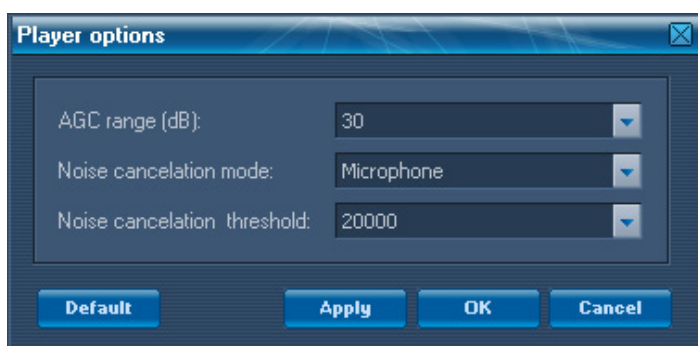 Player options
AGC range (dB): 30
Noise cancelation mode: Microphone
Noise cancelation threshold: 20000
Default Apply OK Cancel